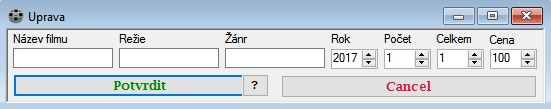 Uprava
Název filmu Režie Žánr Rok Počet Celkem Cena
2017 1 1 100
Potvrdit ? Cancel